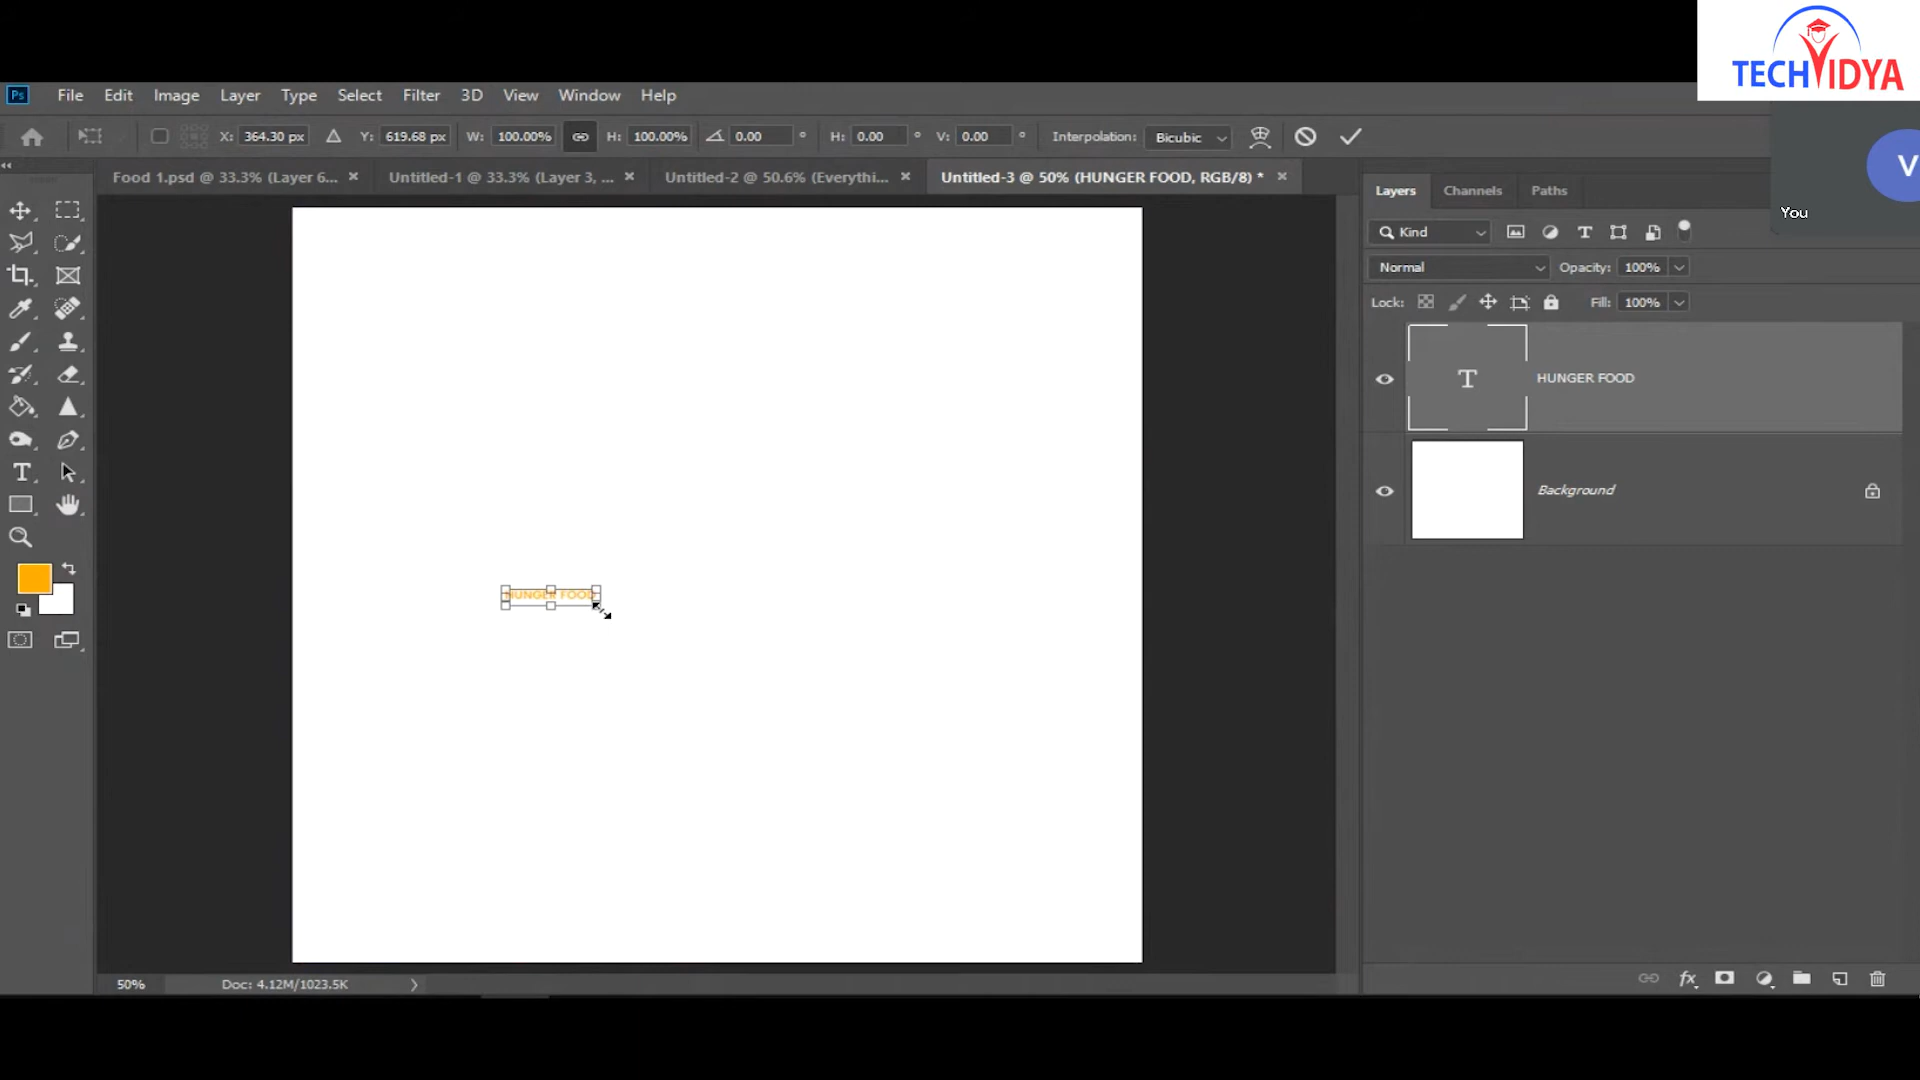 TECHVIDYA
Ps File Edit Image Layer Type Select Filter 3D View Window Help
X: 364.30 px Y: 619.68 px W: 100.00% H: 100.00% 0.00 ° H: 0.00 ° V: 0.00 ° Interpolation: Bicubic
V
You
Food 1.psd @ 33.3% (Layer 6... × Untitled-1 @ 33.3% (Layer 3, ... × Untitled-2 @ 50.6% (Everythi... × Untitled-3 @ 50% (HUNGER FOOD, RGB/8) * ×
Layers Channels Paths
Kind
Normal Opacity: 100%
Lock: Fill: 100%
T HUNGER FOOD
Background
HUNGER FOOD
50% Doc: 4.12M/1023.5K